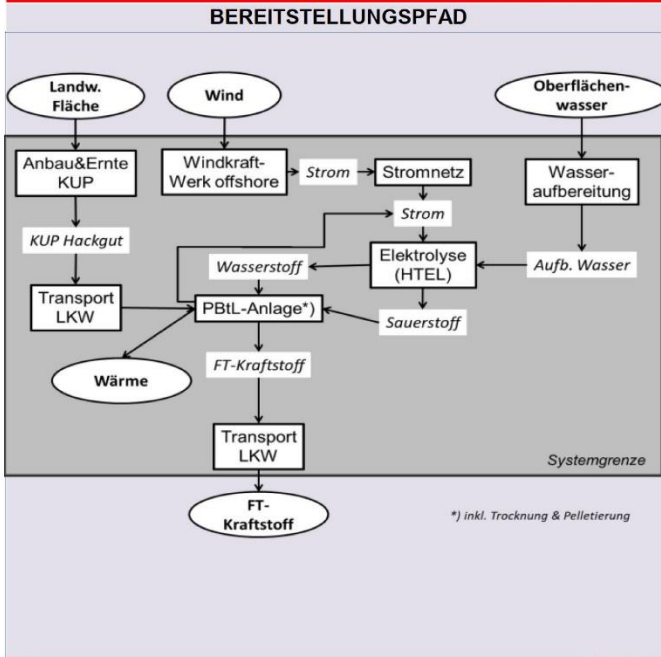 BEREITSTELLUNGSPFAD
Landw.
Fläche
Wind
Oberflächen-
wasser
Anbau&Ernte
KUP
Windkraft-
Werk offshore
Strom
Stromnetz
Wasser-
aufbereitung
KUP Hackgut
Strom
Wasserstoff
Elektrolyse
(HTEL)
Aufb. Wasser
Transport
LKW
PBtL-Anlage*)
Sauerstoff
Wärme
FT-Kraftstoff
Transport
LKW
Systemgrenze
FT-
Kraftstoff
*) inkl. Trocknung & Pelletierung